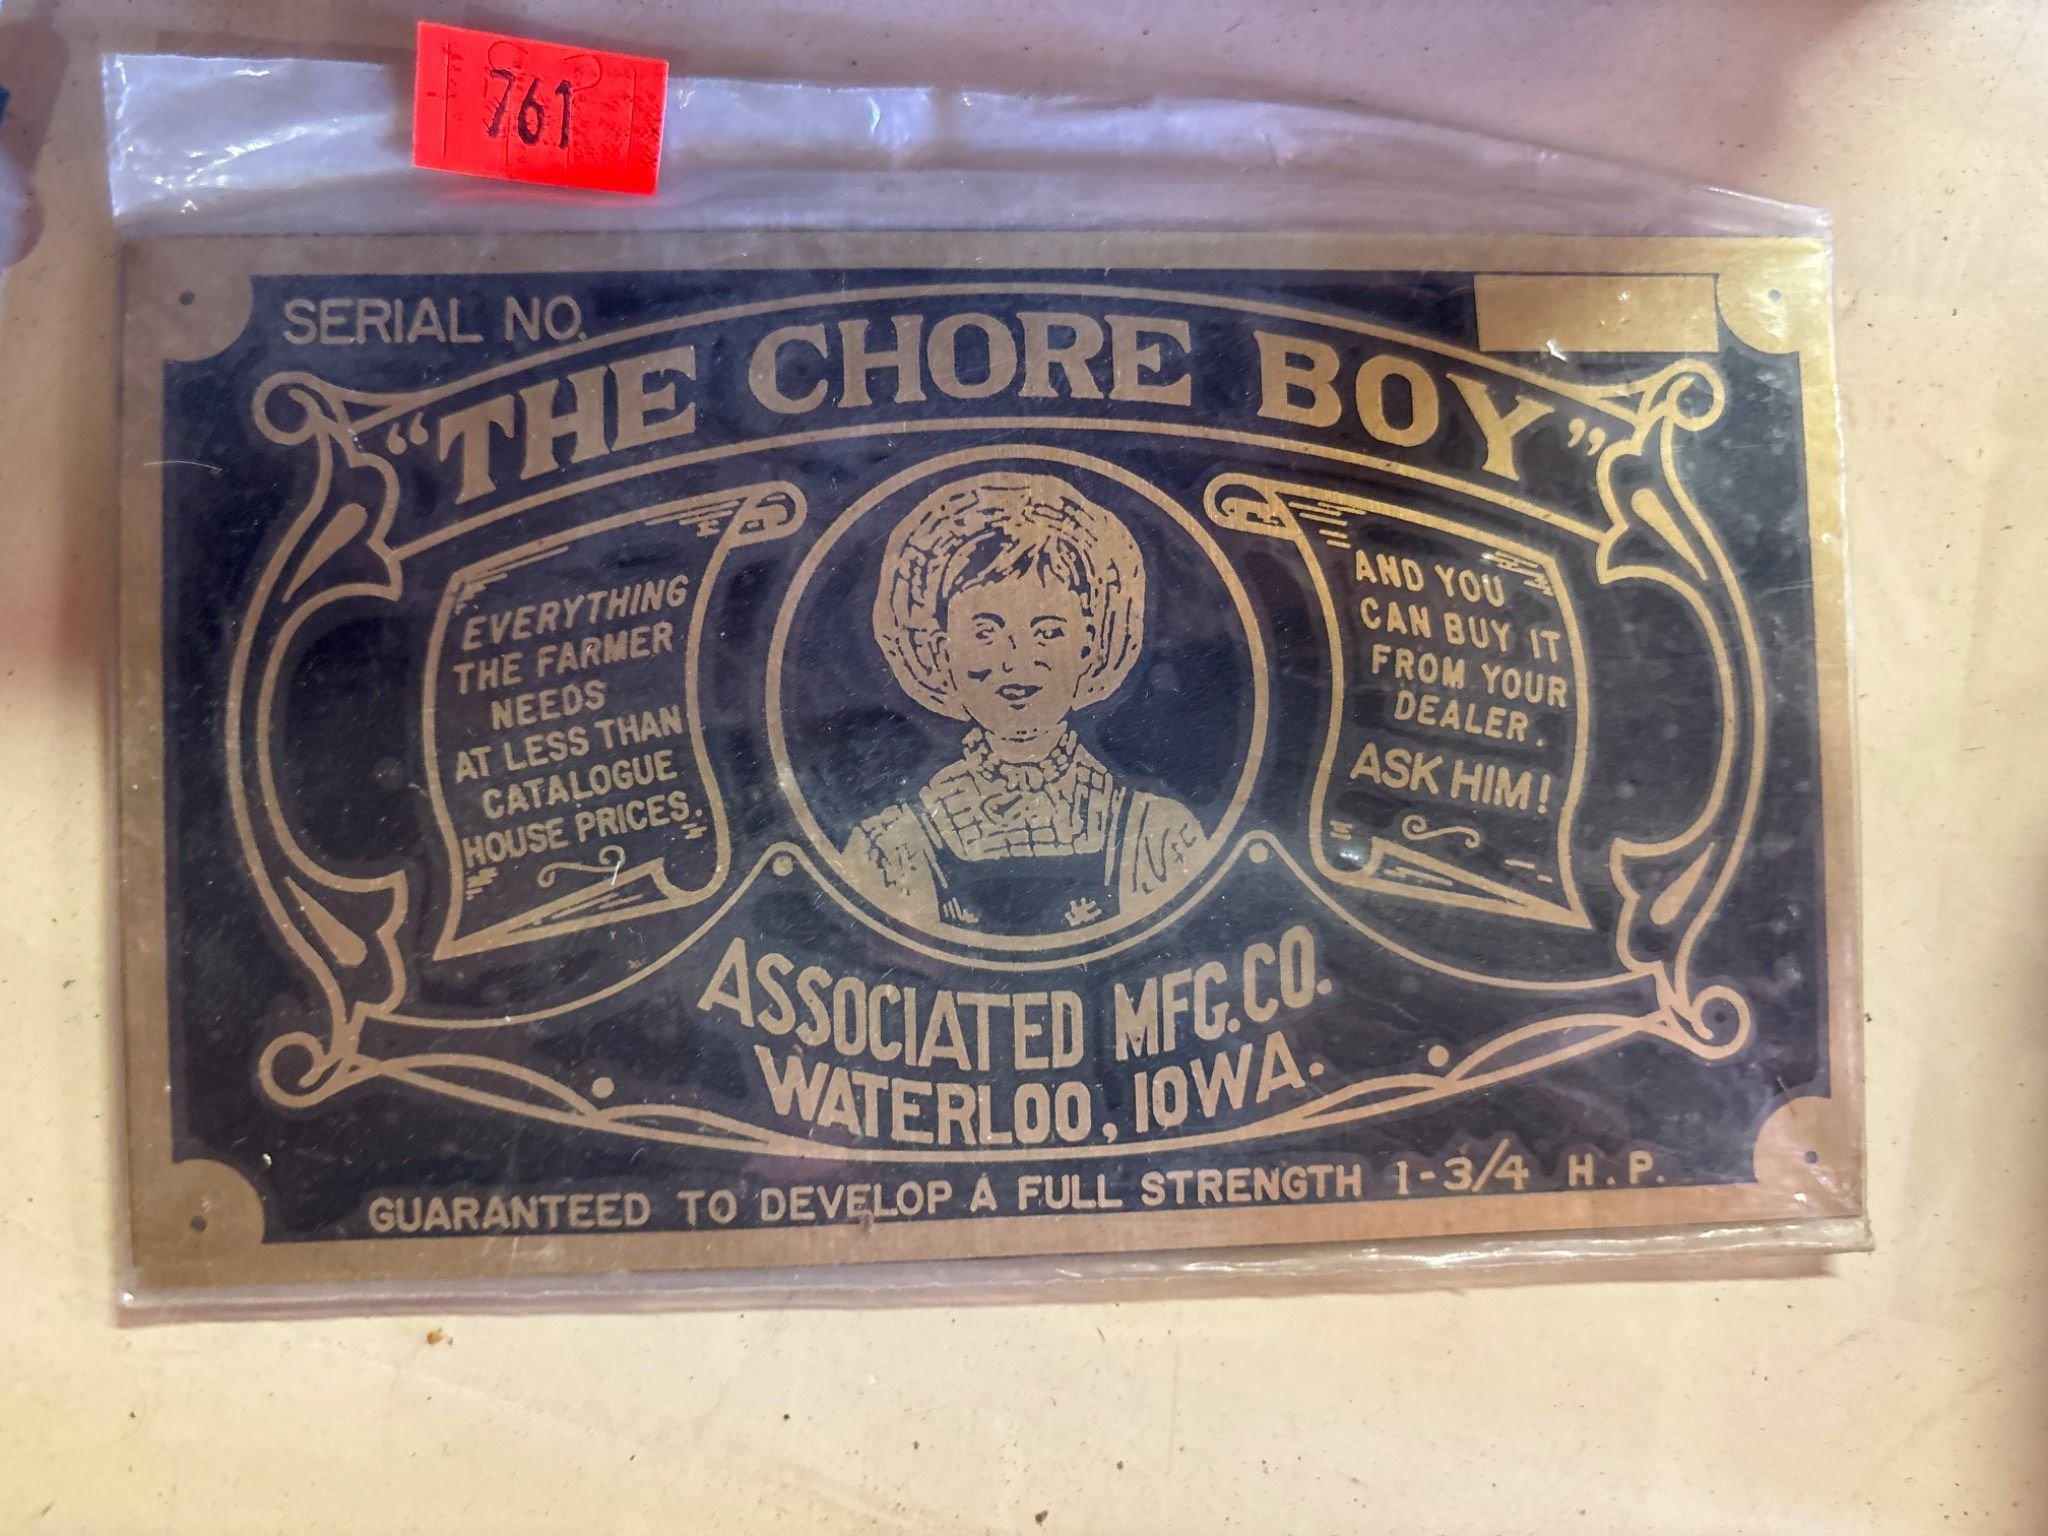 761
SERIAL NO.
"THE CHORE BOY"
EVERYTHING
THE FARMER
NEEDS
AT LESS THAN
CATALOGUE
HOUSE PRICES.
AND YOU
CAN BUY IT
FROM YOUR
DEALER.
ASK HIM!
ASSOCIATED MFG.CO.
WATERLOO, IOWA.
GUARANTEED TO DEVELOP A FULL STRENGTH 1-3/4 H.P.